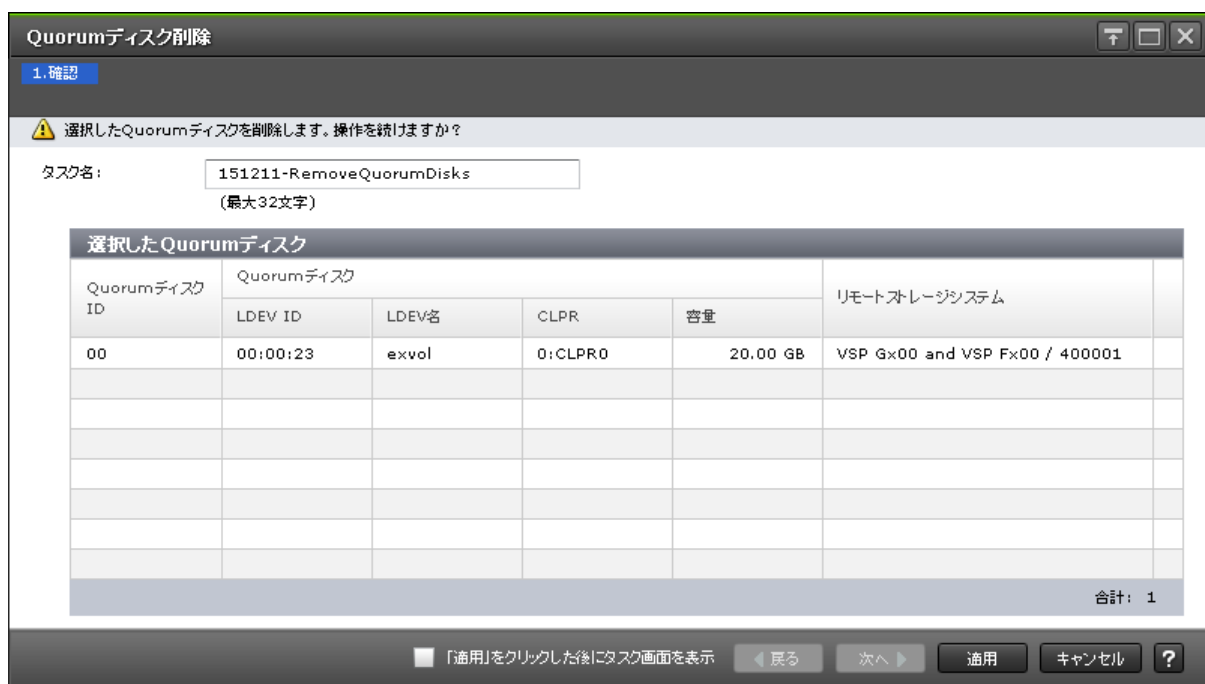 Quorumディスク削除
1.確認
選択したQuorumディスクを削除します。操作を続けますか？
タスク名: 151211-RemoveQuorumDisks
(最大32文字)
選択したQuorumディスク
Quorumディスク ID
Quorumディスク
リモートストレージシステム
LDEV ID LDEV名 CLPR 容量
00 00:00:23 exvol 0:CLPR0 20.00 GB VSP Gx00 and VSP Fx00 / 400001
合計: 1
「適用」をクリックした後にタスク画面を表示 戻る 次へ 適用 キャンセル ?